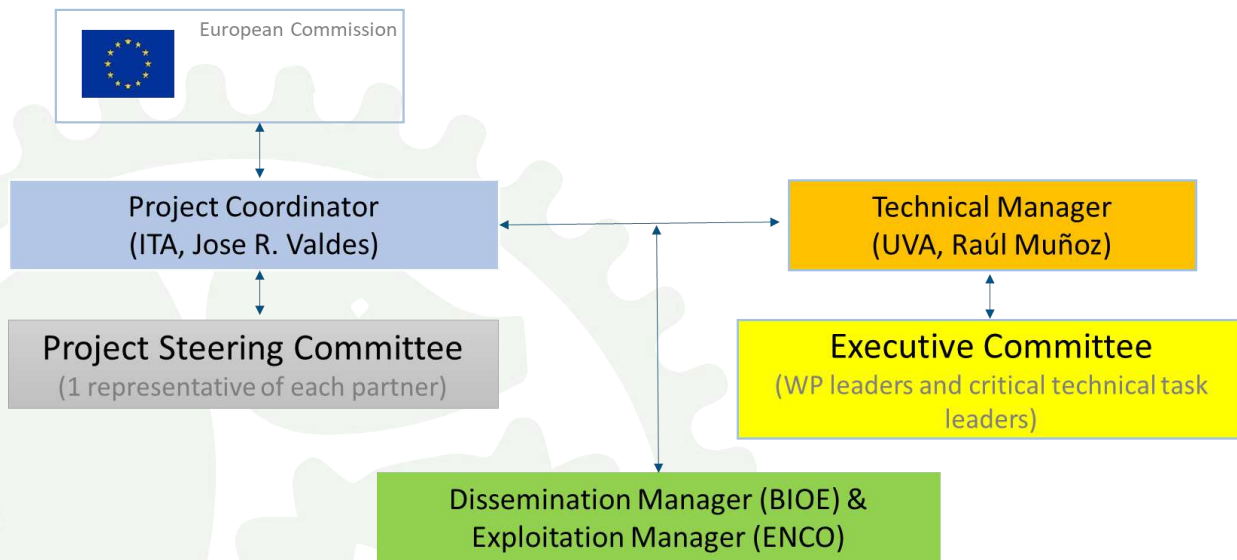 European Commission
Project Coordinator
(ITA, Jose R. Valdes)
Technical Manager
(UVA, Raúl Muñoz)
Project Steering Committee
(1 representative of each partner)
Executive Committee
(WP leaders and critical technical task
leaders)
Dissemination Manager (BIOE) &
Exploitation Manager (ENCO)